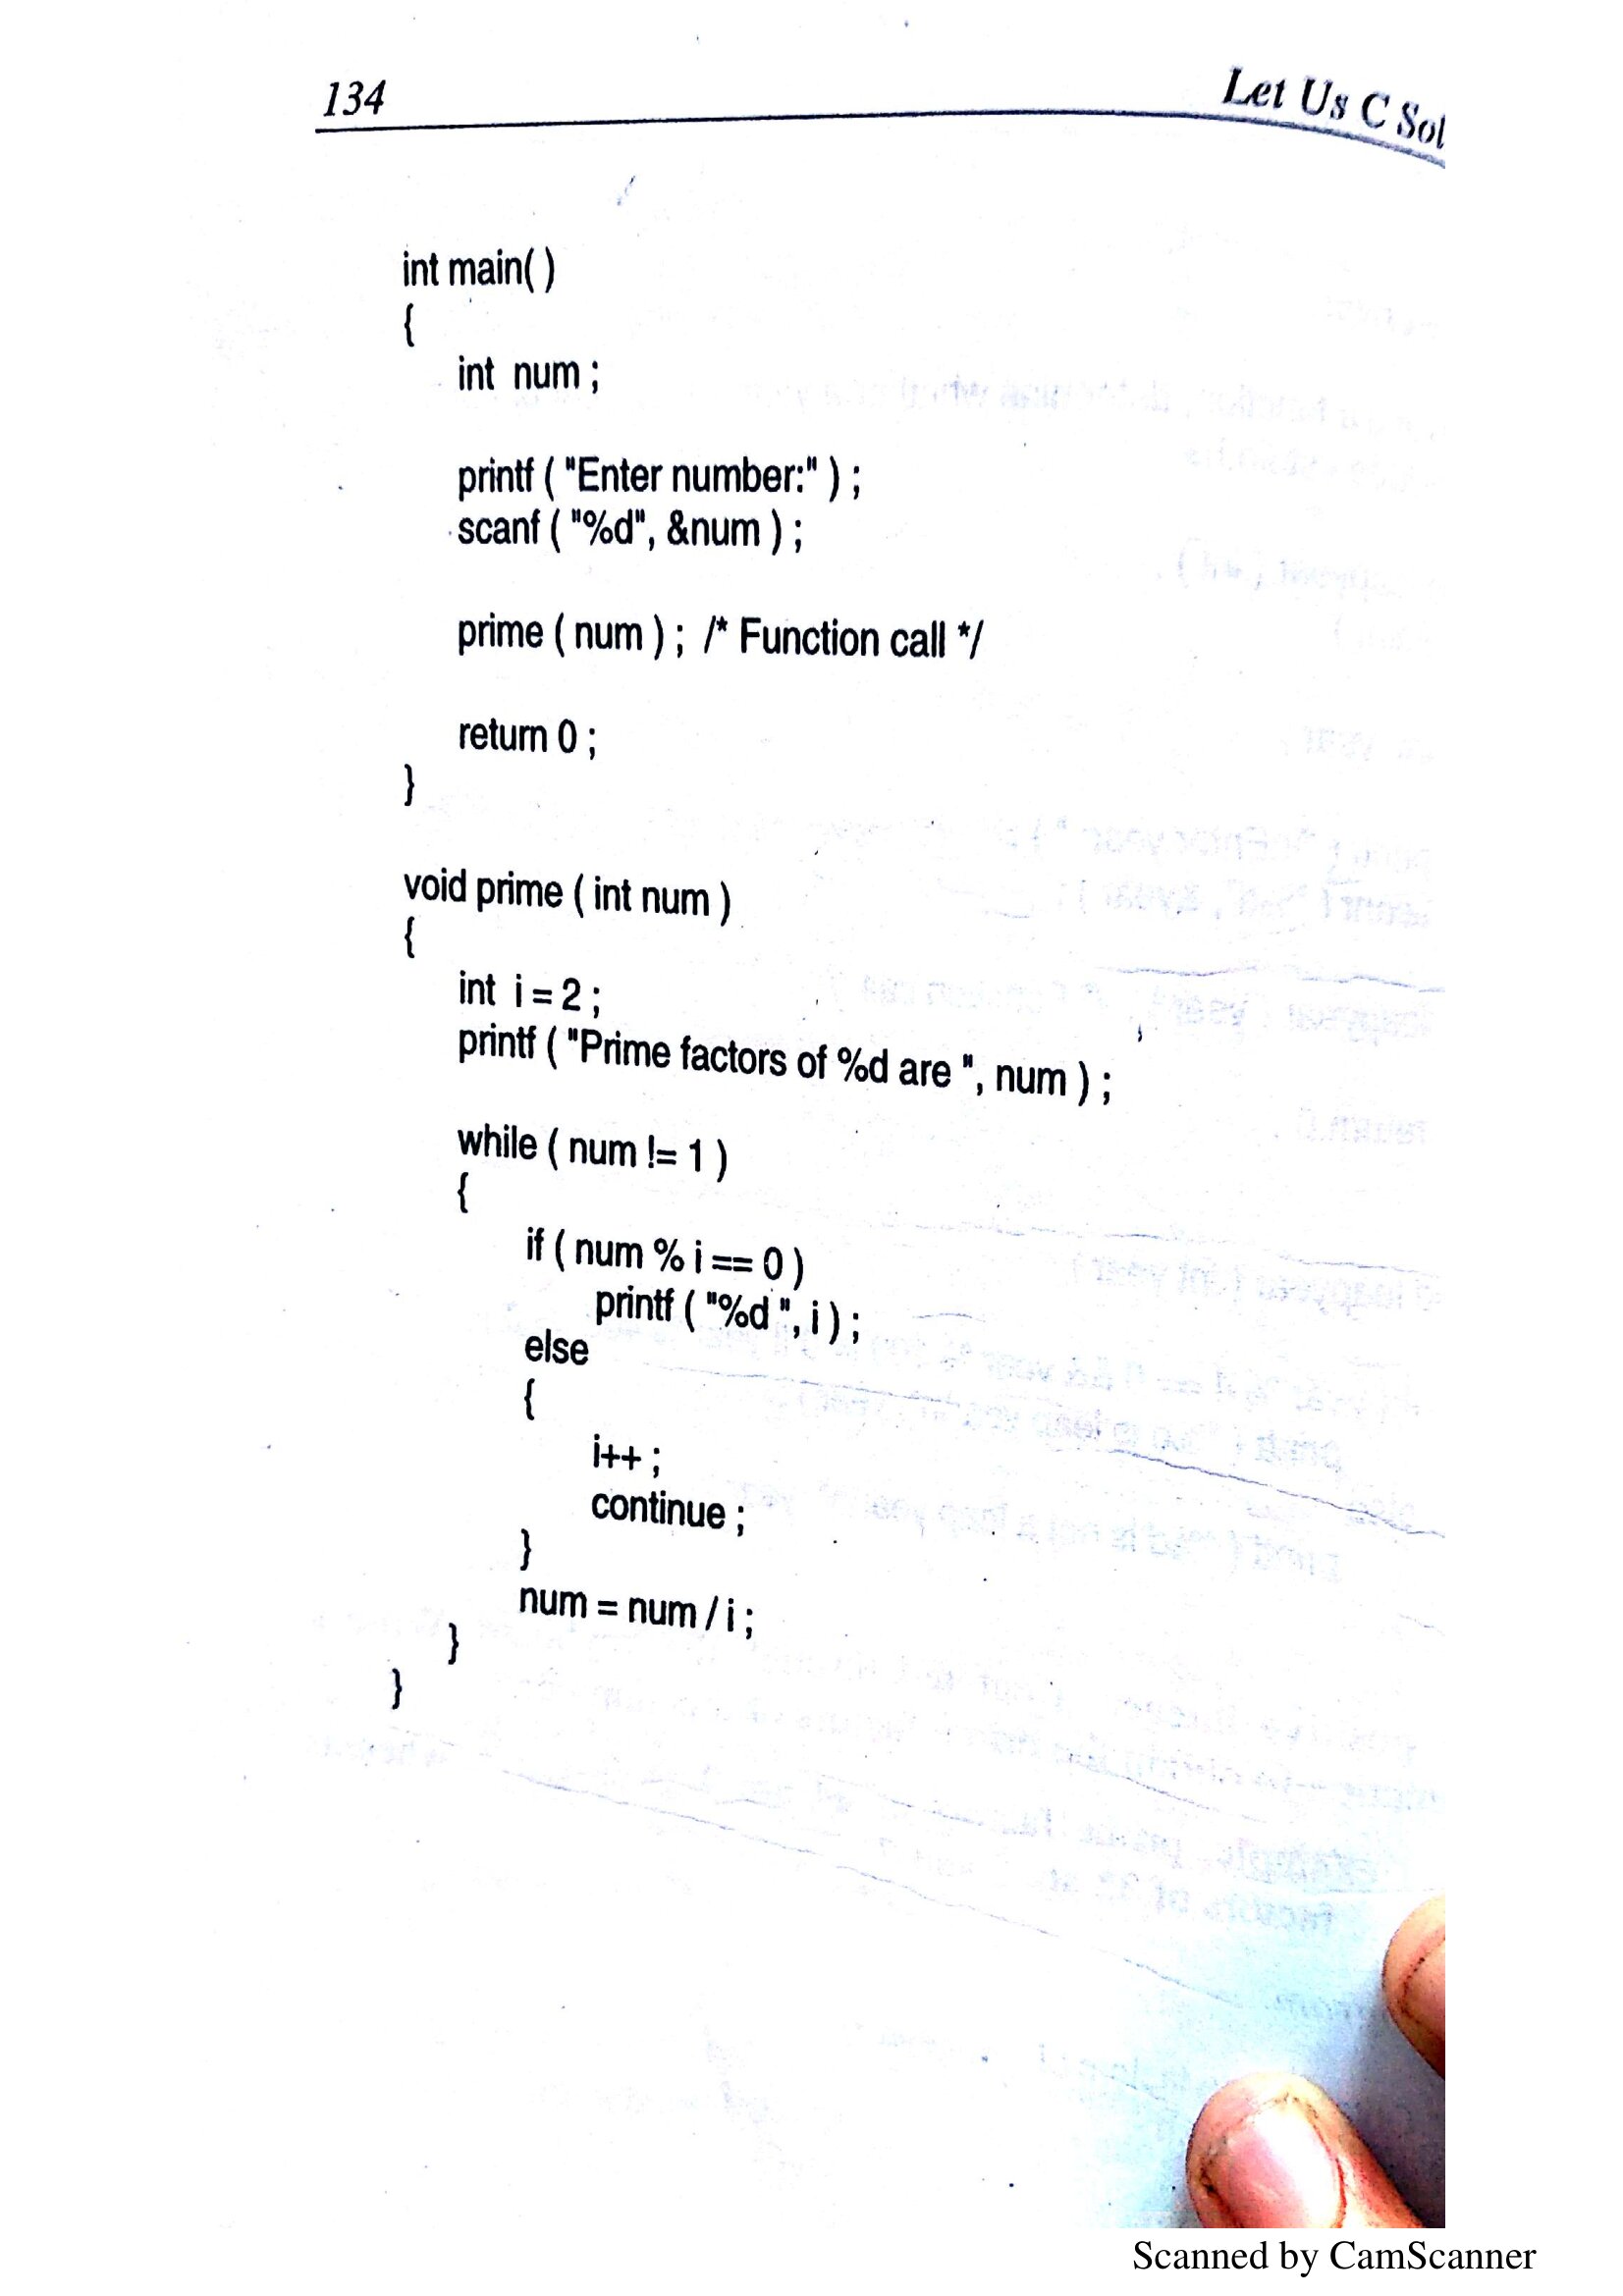 134
Let Us C Sol
int main( )
{
int num ;
printf ( "Enter number:" ) ;
scanf ( "%d", &num ) ;
prime ( num ) ; /* Function call */
return 0 ;
}
void prime ( int num )
{
int i = 2 ;
printf ( "Prime factors of %d are ", num ) ;
while ( num != 1 )
{
if ( num % i == 0 )
printf ( "%d ", i ) ;
else
{
i++ ;
continue ;
}
num = num / i ;
}
}
Scanned by CamScanner